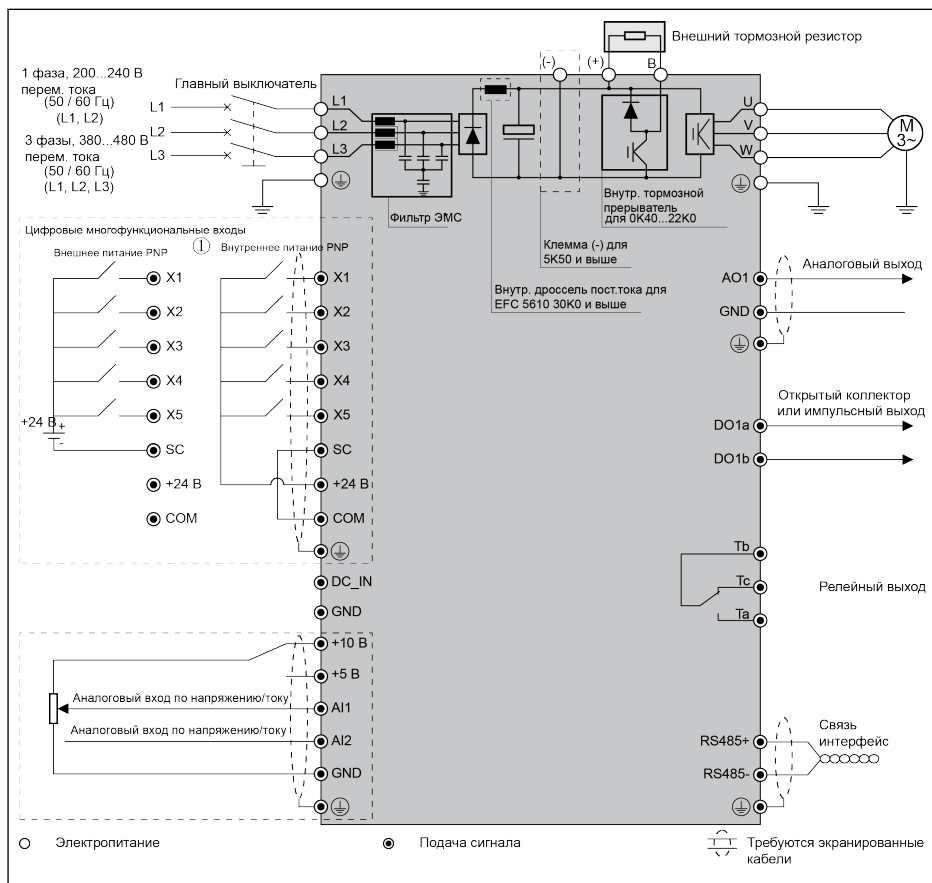 Внешний тормозной резистор
(-)
(+)
B
1 фаза, 200...240 В
перем. тока
(50 / 60 Гц)
(L1, L2)
3 фазы, 380...480 В
перем. тока
(50 / 60 Гц)
(L1, L2, L3)
Главный выключатель
L1
L2
L3
L1
L2
L3
U
V
W
M
3~
Фильтр ЭМС
Внутр. тормозной
прерыватель
для 0K40...22K0
Клемма (-) для
5K50 и выше
Внутр. дроссель пост.тока для
EFC 5610 30K0 и выше
Цифровые многофункциональные входы
Внешнее питание PNP
①
Внутреннее питание PNP
X1
X2
X3
X4
X5
SC
+24 В
COM
+24 В
+
-
X1
X2
X3
X4
X5
SC
+24 В
COM
DC_IN
GND
+10 В
+5 В
AI1
AI2
GND
Аналоговый вход по напряжению/току
Аналоговый вход по напряжению/току
AO1
GND
Аналоговый выход
Открытый коллектор
или импульсный выход
DO1a
DO1b
Tb
Tc
Ta
Релейный выход
RS485+
RS485-
Связь
интерфейс
Электропитание
Подача сигнала
Требуются экранированные
кабели